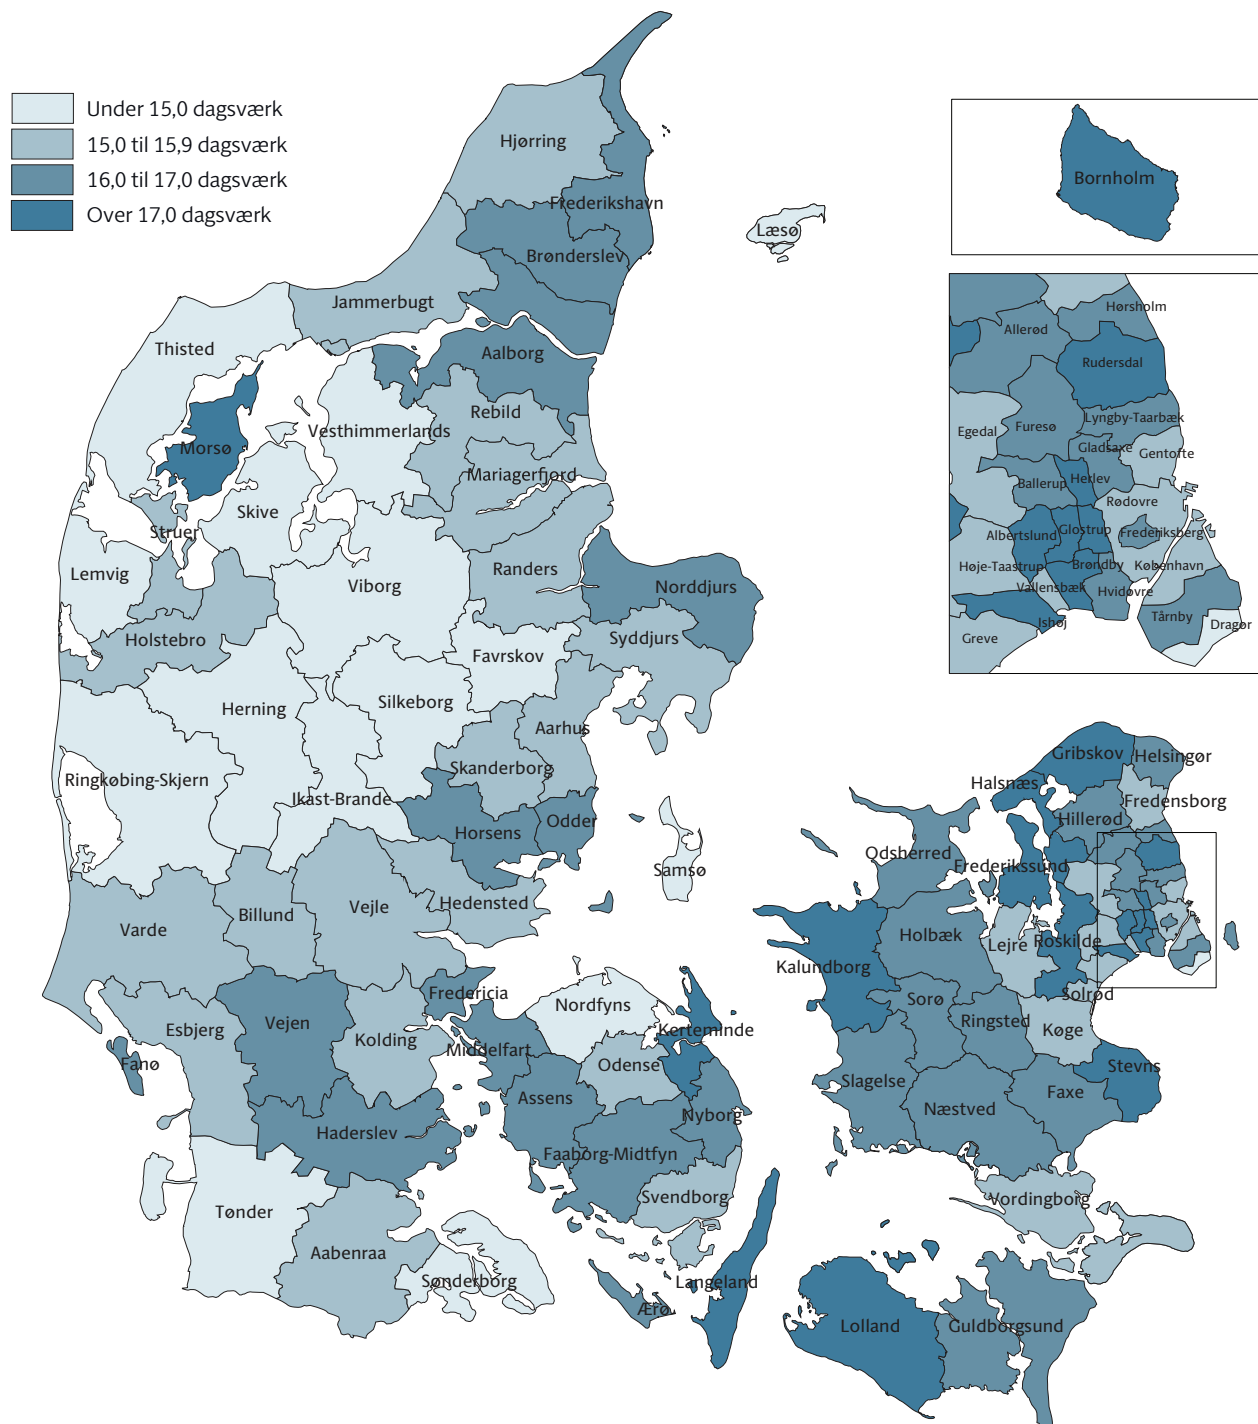 Under 15,0 dagsværk
15,0 til 15,9 dagsværk
16,0 til 17,0 dagsværk
Over 17,0 dagsværk
Hjørring
Frederikshavn
Læsø
Brønderslev
Jammerbugt
Thisted
Aalborg
Rebild
Vesthimmerlands
Morsø
Mariagerfjord
Skive
Struer
Lemvig
Viborg
Randers
Norddjurs
Holstebro
Syddjurs
Favrskov
Herning
Silkeborg
Aarhus
Ringkøbing-Skjern
Skanderborg
Ikast-Brande
Horsens
Odder
Samsø
Hedensted
Varde
Billund
Vejle
Fredericia
Nordfyns
Esbjerg
Vejen
Kolding
Middelfart
Kerteminde
Fanø
Odense
Assens
Nyborg
Haderslev
Faaborg-Midtfyn
Svendborg
Tønder
Aabenraa
Sønderborg
Langeland
Ærø
Bornholm
Hørsholm
Allerød
Rudersdal
Lyngby-Taarbæk
Egedal
Furesø
Gladsaxe
Gentofte
Ballerup
Herlev
Rødovre
Albertslund
Glostrup
Frederiksberg
Høje-Taastrup
Brøndby
København
Vallensbæk
Hvidovre
Ishøj
Tårnby
Dragør
Greve
Gribskov
Helsingør
Halsnæs
Fredensborg
Hillerød
Odsherred
Frederikssund
Holbæk
Lejre
Roskilde
Kalundborg
Solrød
Sorø
Ringsted
Køge
Stevns
Slagelse
Næstved
Faxe
Vordingborg
Lolland
Guldborgsund